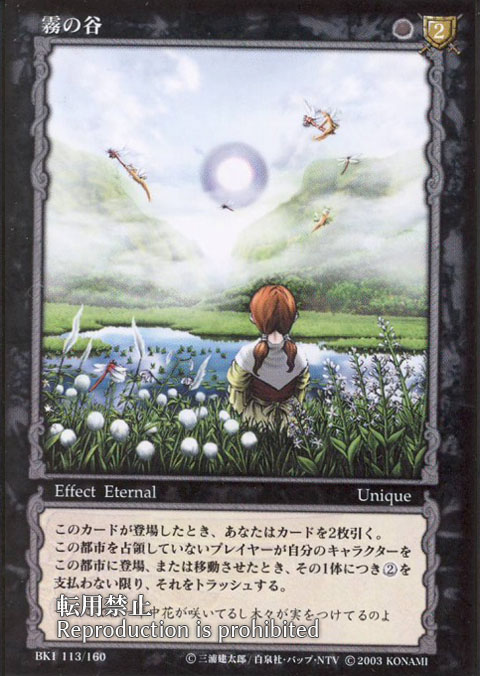 霧の谷
2
Effect Eternal
Unique
このカードが登場したとき、あなたはカードを2枚引く。
この都市を占領していないプレイヤーが自分のキャラクターを
この都市に登場、または移動させたとき、その1体につき②を
支払わない限り、それをトラッシュする。
中花が咲いてるし木々が実をつけてるのよ
転用禁止
Reproduction is prohibited
BK1 113/160
©三浦建太郎/白泉社・バップ・NTV ©2003 KONAMI